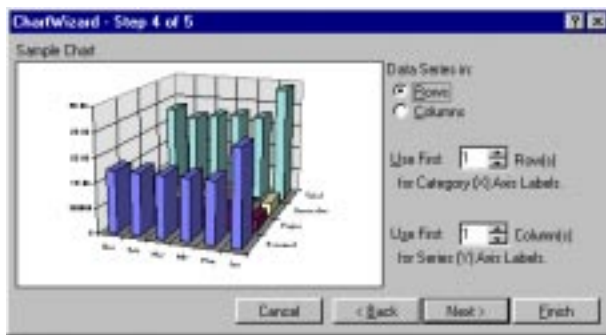 ChartWizard - Step 4 of 5
Sample Chart
Data Series in:
Rows
Columns
Use First 1 Row(s)
for Category (X) Axis Labels.
Use First 1 Column(s)
for Series (Y) Axis Labels.
Cancel
< Back
Next >
Finish